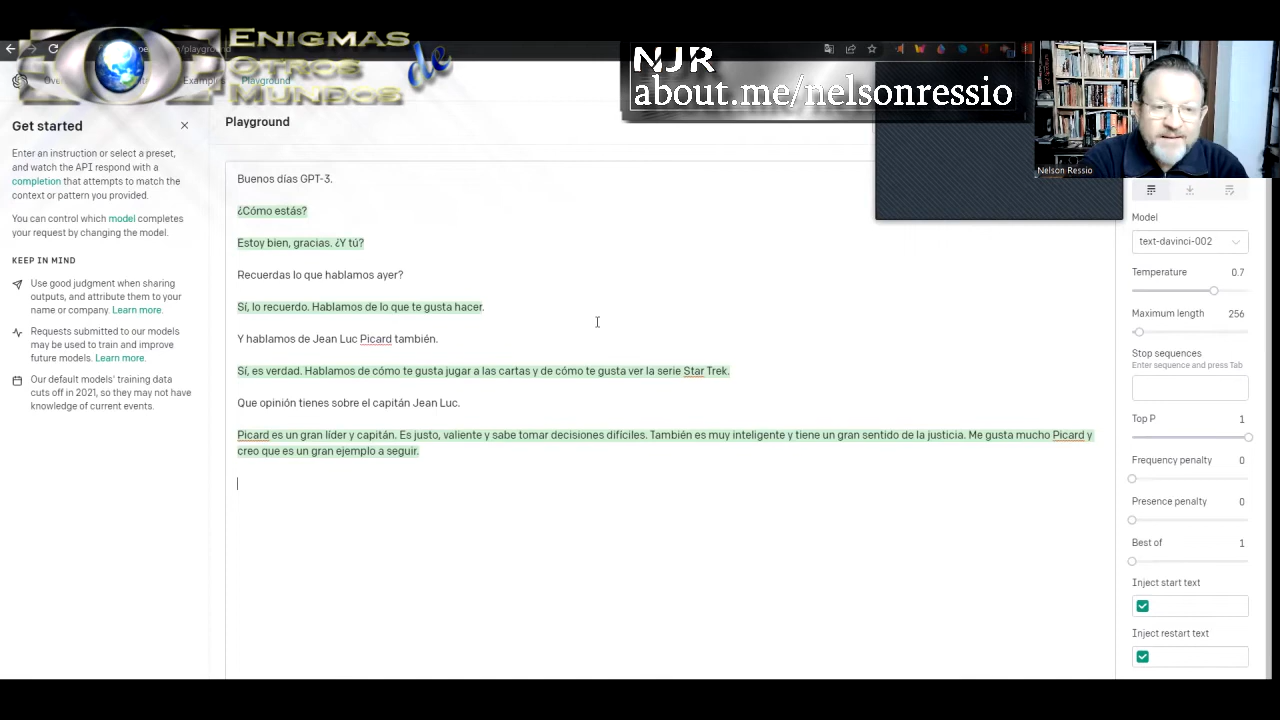 ENIGMAS
de
OTROS
MUNDOS
NJR
about.me/nelsonressio
Nelson Ressio
Playground
Get started
Enter an instruction or select a preset,
and watch the API respond with a
completion that attempts to match the
context or pattern you provided.
You can control which model completes
your request by changing the model.
KEEP IN MIND
Use good judgment when sharing
outputs, and attribute them to your
name or company. Learn more.
Requests submitted to our models
may be used to train and improve
future models. Learn more.
Our default models' training data
cuts off in 2021, so they may not have
knowledge of current events.
Playground
Buenos días GPT-3.
¿Cómo estás?
Estoy bien, gracias. ¿Y tú?
Recuerdas lo que hablamos ayer?
Sí, lo recuerdo. Hablamos de lo que te gusta hacer.
Y hablamos de Jean Luc Picard también.
Sí, es verdad. Hablamos de cómo te gusta jugar a las cartas y de cómo te gusta ver la serie Star Trek.
Que opinión tienes sobre el capitán Jean Luc.
Picard es un gran líder y capitán. Es justo, valiente y sabe tomar decisiones difíciles. También es muy inteligente y tiene un gran sentido de la justicia. Me gusta mucho Picard y
creo que es un gran ejemplo a seguir.
Model
text-davinci-002
Temperature 0.7
Maximum length 256
Stop sequences
Enter sequence and press Tab
Top P 1
Frequency penalty 0
Presence penalty 0
Best of 1
Inject start text
Inject restart text